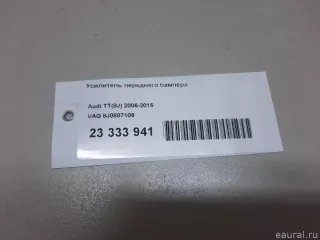 Усилитель переднего бампера
Audi TT(8J) 2006-2015
VAG 8J0807109
23 333 941
eaural.ru